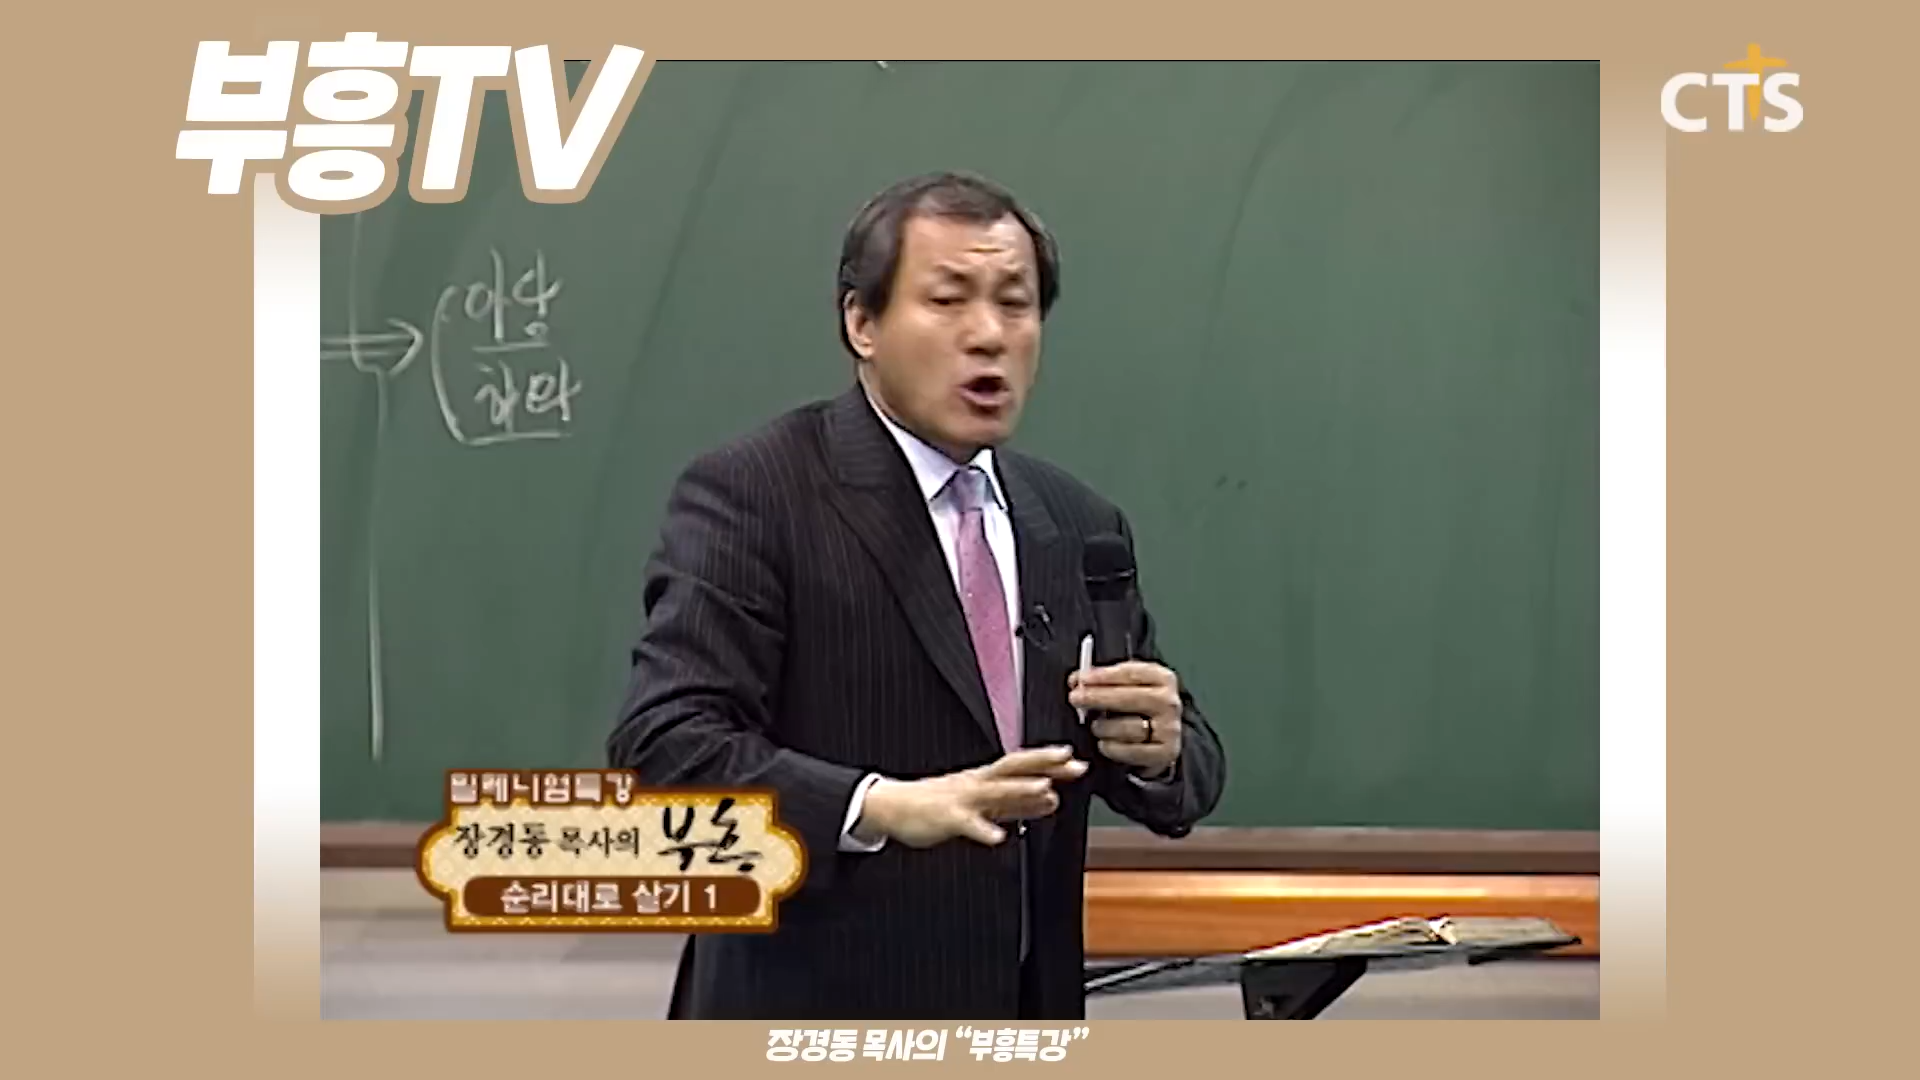 부흥TV
CTS
아담
하와
밀레니엄특강
장경동 목사의 부흥
순리대로 살기 1
장경동 목사의 “부흥특강”